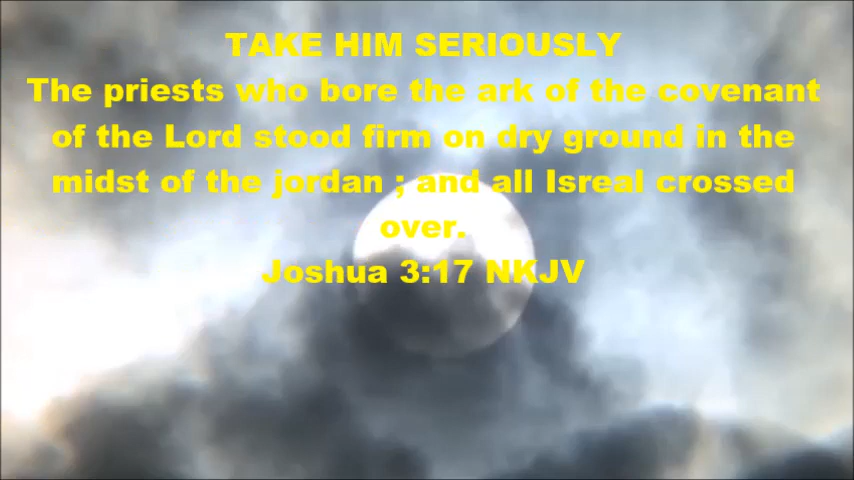 TAKE HIM SERIOUSLY
The priests who bore the ark of the covenant
of the Lord stood firm on dry ground in the
midst of the jordan ; and all Isreal crossed
over.
Joshua 3:17 NKJV